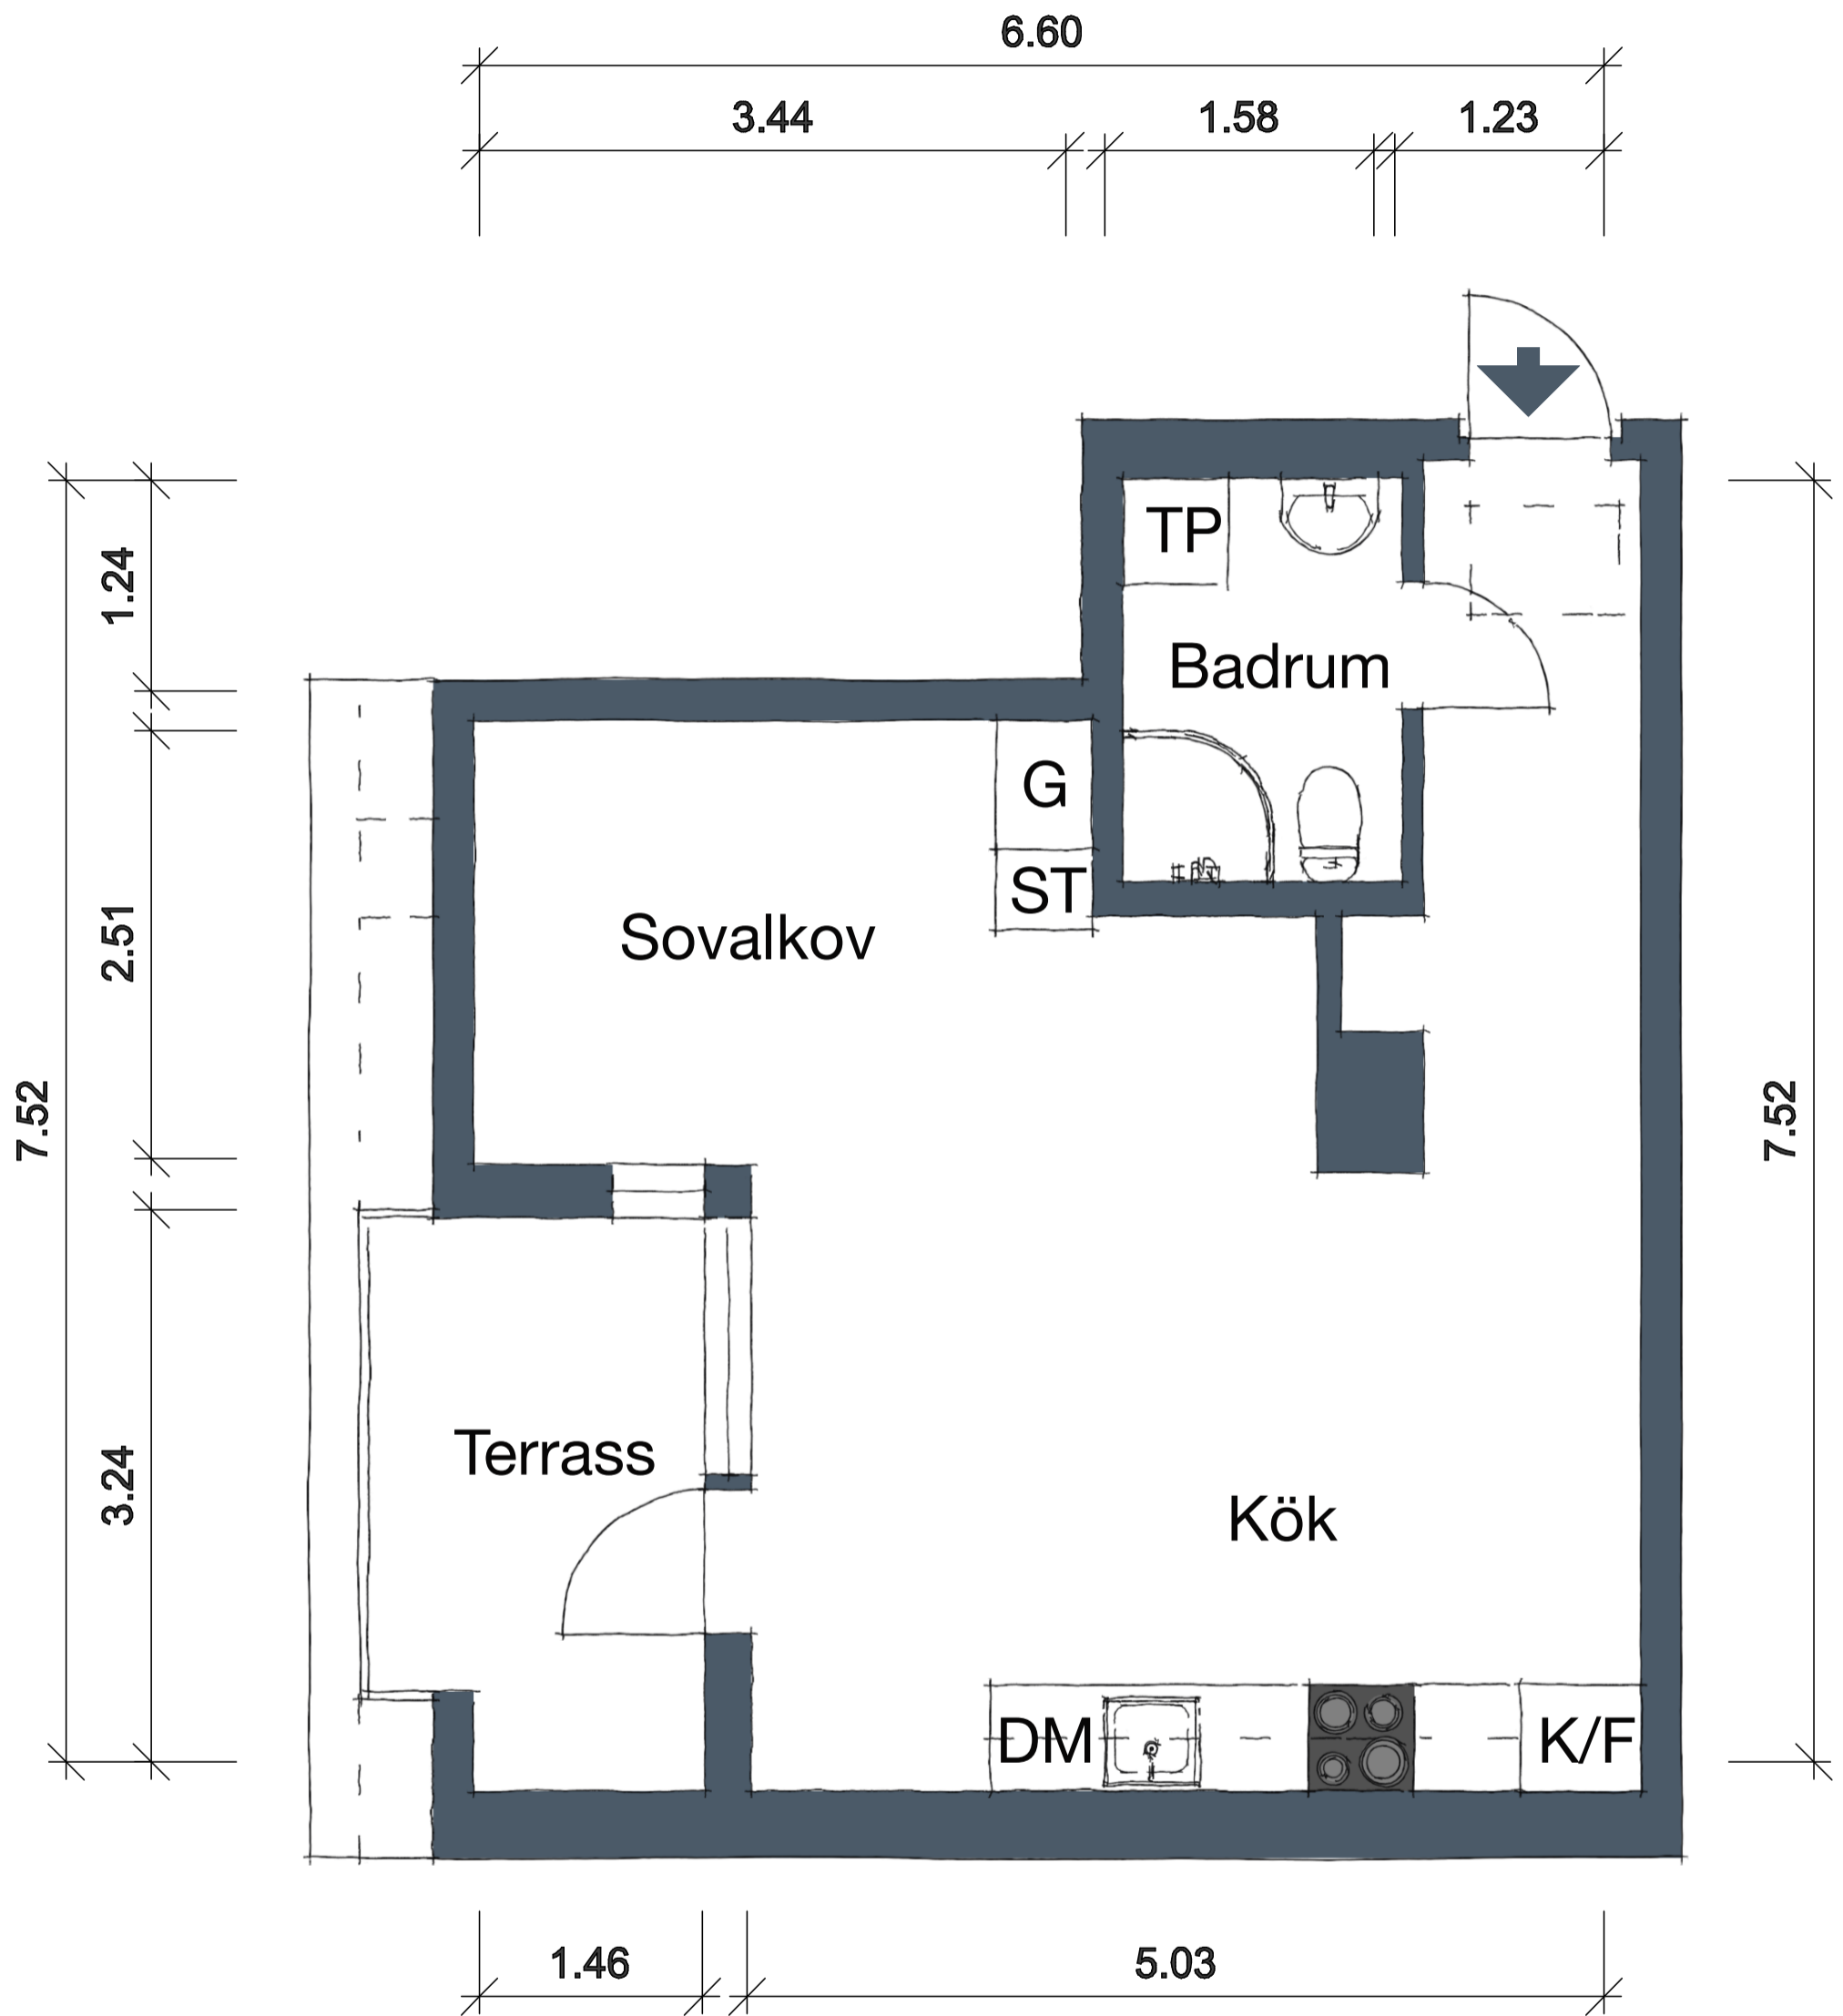 6.60
3.44
1.58
1.23
TP
1.24
Badrum
G
ST
Sovalkov
2.51
7.52
7.52
Terrass
3.24
Kök
DM
K/F
1.46
5.03